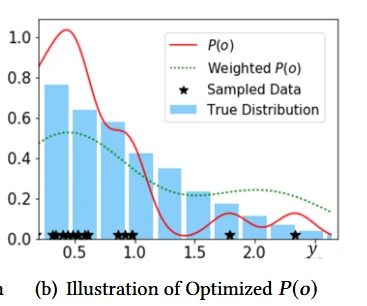 1.0
0.8
0.6
0.4
0.2
0.0
P(o)
Weighted P(o)
Sampled Data
True Distribution
0.5 1.0 1.5 2.0 y
(b) Illustration of Optimized P(o)